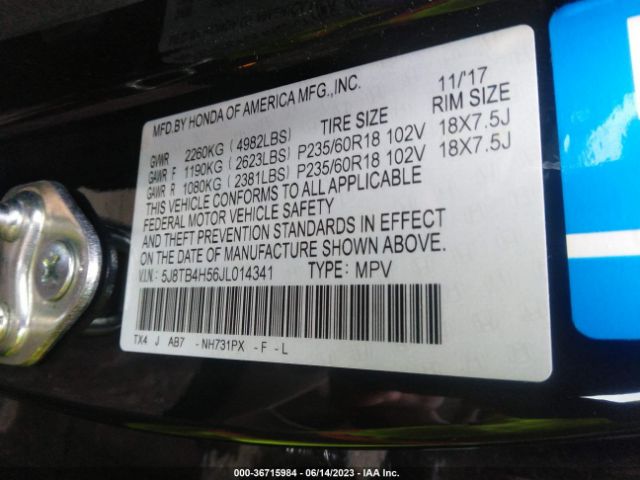 MFD.BY HONDA OF AMERICA MFG.,INC. 11/'17
TIRE SIZE RIM SIZE
GVWR 2260KG (4982LBS)
GAWR F 1190KG (2623LBS) P235/60R18 102V 18X7.5J
GAWR R 1080KG (2381LBS) P235/60R18 102V 18X7.5J
THIS VEHICLE CONFORMS TO ALL APPLICABLE
FEDERAL MOTOR VEHICLE SAFETY
AND THEFT PREVENTION STANDARDS IN EFFECT
ON THE DATE OF MANUFACTURE SHOWN ABOVE.
V.I.N.: 5J8TB4H56JL014341 TYPE: MPV
TX4 J AB7 -NH731PX -F -L
000-36715984 - 06/14/2023 - IAA Inc.